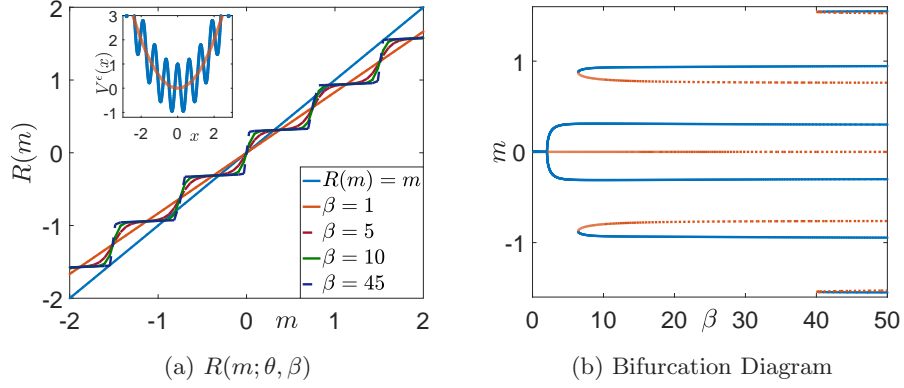 3
2
1
0
-1
V^ε(x)
-2 0 x 2
2
1
0
-1
-2
R(m)
-2 -1 0 m 1 2
R(m) = m
β = 1
β = 5
β = 10
β = 45
(a) R(m; θ, β)
1
0
-1
m
0 10 20 β 30 40 50
(b) Bifurcation Diagram